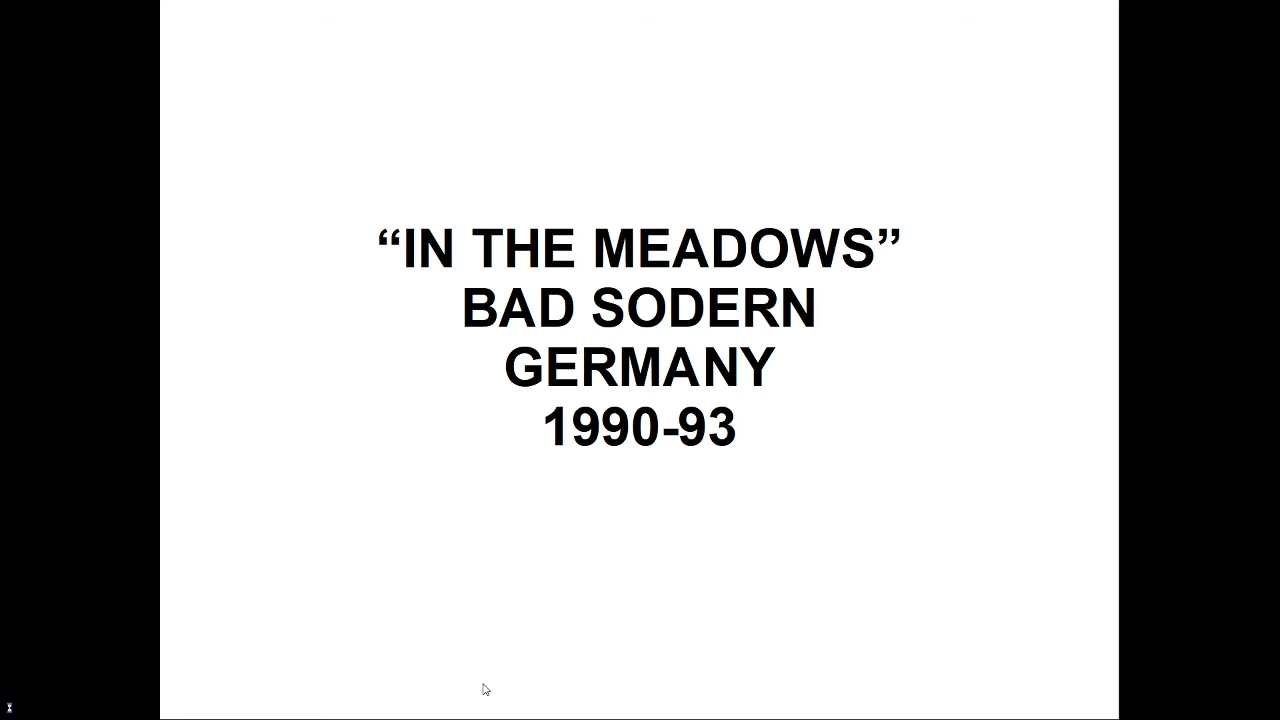 “IN THE MEADOWS”
BAD SODERN
GERMANY
1990-93